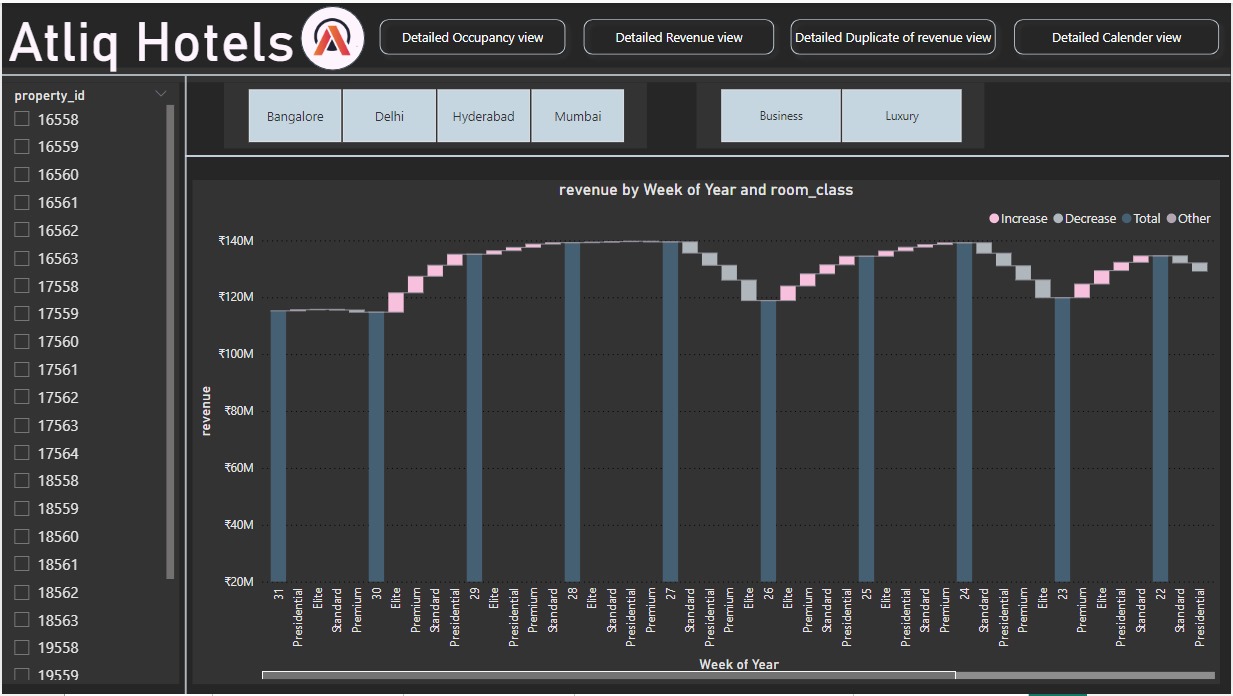 Atliq Hotels
Detailed Occupancy view
Detailed Revenue view
Detailed Duplicate of revenue view
Detailed Calender view
property_id
16558
16559
16560
16561
16562
16563
17558
17559
17560
17561
17562
17563
17564
18558
18559
18560
18561
18562
18563
19558
19559
Bangalore
Delhi
Hyderabad
Mumbai
Business
Luxury
revenue by Week of Year and room_class
Increase
Decrease
Total
Other
₹140M
₹120M
₹100M
₹80M
₹60M
₹40M
₹20M
revenue
31
Presidential
Elite
Standard
Premium
30
Elite
Premium
Standard
Presidential
29
Elite
Presidential
Premium
Standard
28
Elite
Standard
Presidential
Premium
27
Standard
Presidential
Premium
Elite
26
Elite
Premium
Standard
Presidential
25
Elite
Presidential
Standard
Premium
24
Standard
Presidential
Premium
Elite
23
Premium
Elite
Presidential
Standard
22
Standard
Presidential
Week of Year